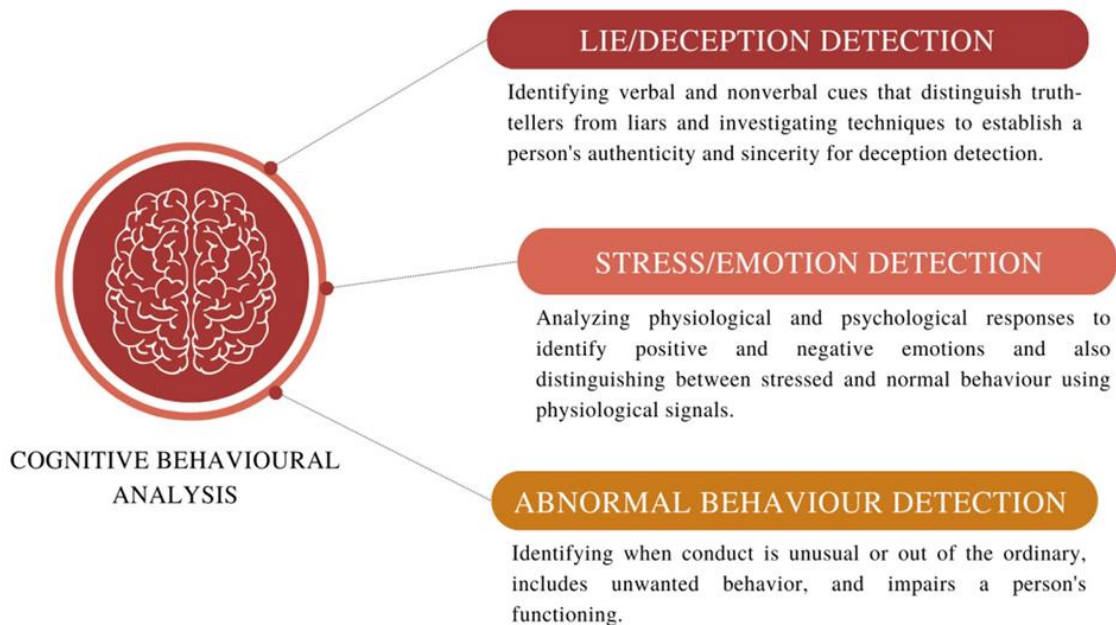 LIE/DECEPTION DETECTION
Identifying verbal and nonverbal cues that distinguish truth-
tellers from liars and investigating techniques to establish a
person's authenticity and sincerity for deception detection.
STRESS/EMOTION DETECTION
Analyzing physiological and psychological responses to
identify positive and negative emotions and also
distinguishing between stressed and normal behaviour using
physiological signals.
COGNITIVE BEHAVIOURAL
ANALYSIS
ABNORMAL BEHAVIOUR DETECTION
Identifying when conduct is unusual or out of the ordinary,
includes unwanted behavior, and impairs a person's
functioning.